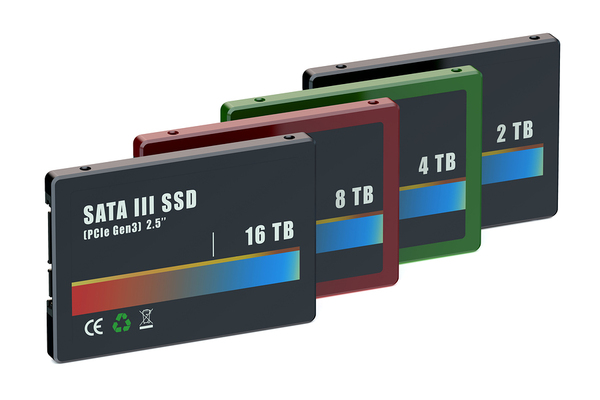 SATA III SSD
(PCIe Gen3) 2.5"
16 TB
CE
8 TB
4 TB
2 TB